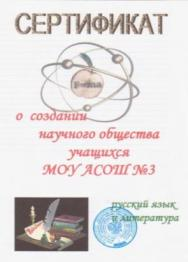 СЕРТИФИКАТ
о создании
научного общества
учащихся
МОУ АСОШ №3
русский язык
и литература